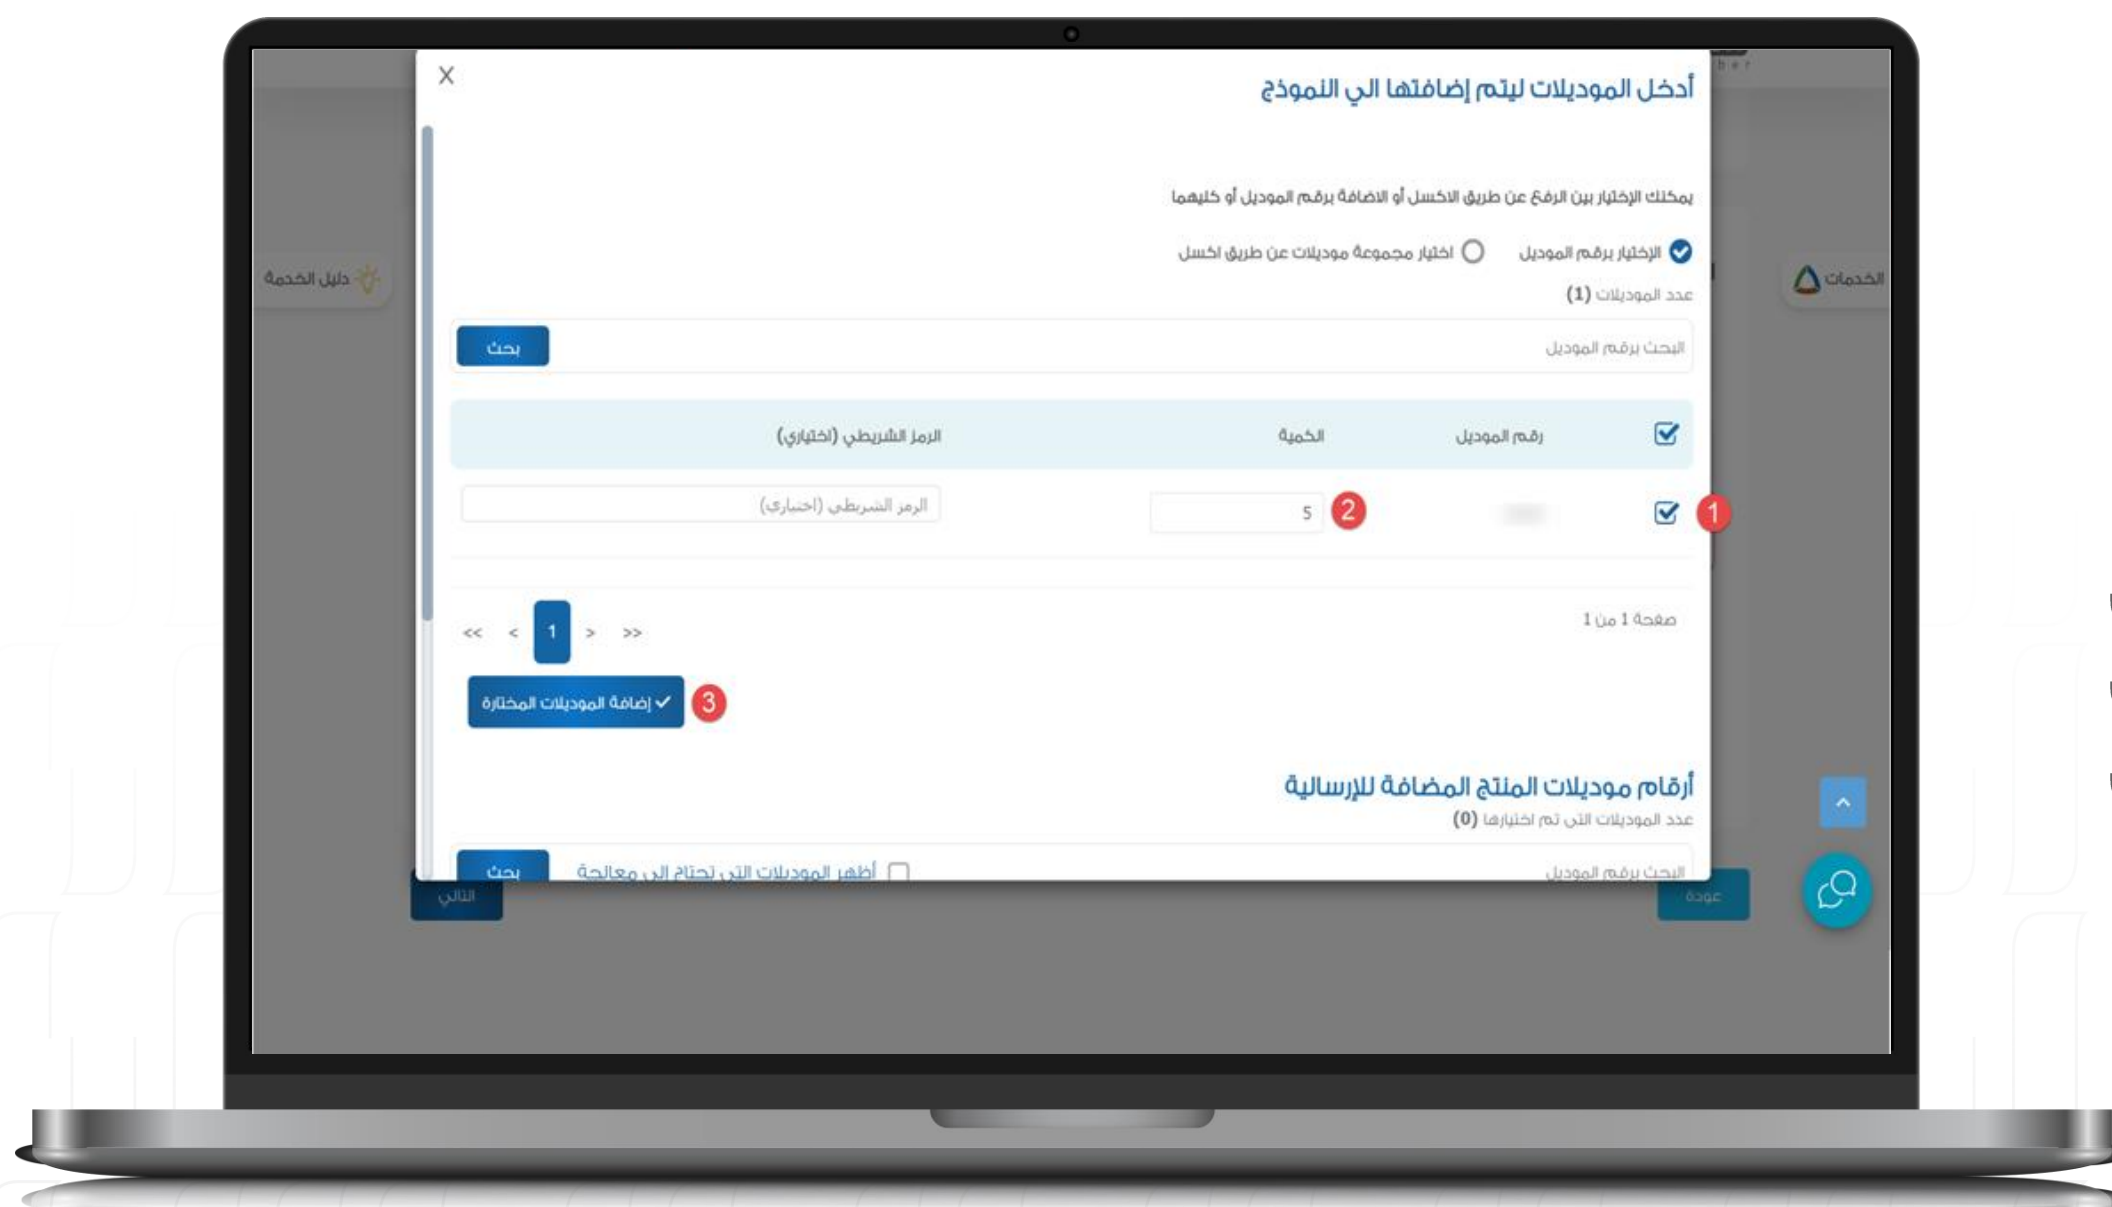 أدخل الموديلات ليتم إضافتها الي النموذج
X
يمكنك الإختيار بين الرفع عن طريق الاكسل أو الاضافة برقم الموديل أو كليهما
الإختيار برقم الموديل اختيار مجموعة موديلات عن طريق اكسل
عدد الموديلات (1)
الخدمات
دليل الخدمة
البحث برقم الموديل بحث
رقم الموديل الكمية الرمز الشريطي (اختياري)
1 2 5 الرمز الشريطي (اختياري)
صفحة 1 من 1
<< < 1 > >>
3 إضافة الموديلات المختارة
أرقام موديلات المنتج المضافة للإرسالية
عدد الموديلات التي تم اختيارها (0)
البحث برقم الموديل أظهر الموديلات التي تحتاج إلى معالجة بحث
عودة التالي